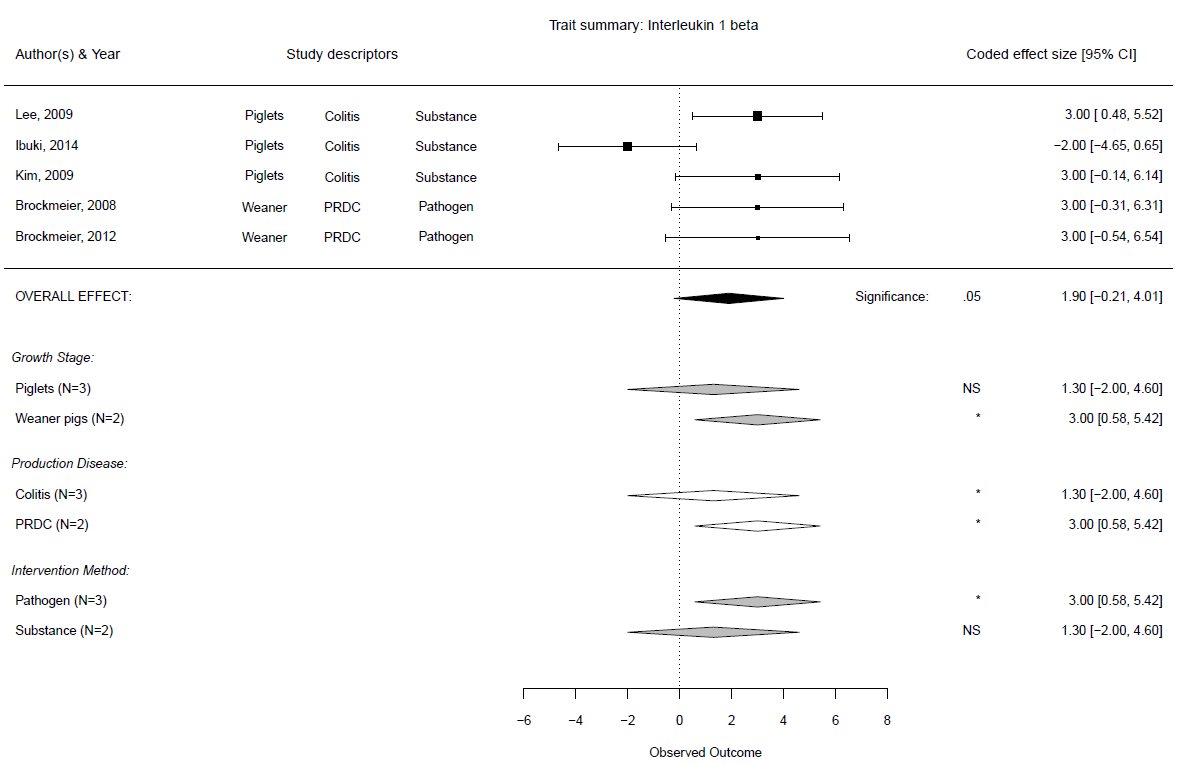 Trait summary: Interleukin 1 beta
Author(s) & Year Study descriptors Coded effect size [95% CI]
Lee, 2009 Piglets Colitis Substance 3.00 [ 0.48, 5.52]
Ibuki, 2014 Piglets Colitis Substance −2.00 [−4.65, 0.65]
Kim, 2009 Piglets Colitis Substance 3.00 [−0.14, 6.14]
Brockmeier, 2008 Weaner PRDC Pathogen 3.00 [−0.31, 6.31]
Brockmeier, 2012 Weaner PRDC Pathogen 3.00 [−0.54, 6.54]
OVERALL EFFECT: Significance: .05 1.90 [−0.21, 4.01]
Growth Stage:
Piglets (N=3) NS 1.30 [−2.00, 4.60]
Weaner pigs (N=2) * 3.00 [0.58, 5.42]
Production Disease:
Colitis (N=3) * 1.30 [−2.00, 4.60]
PRDC (N=2) * 3.00 [0.58, 5.42]
Intervention Method:
Pathogen (N=3) * 3.00 [0.58, 5.42]
Substance (N=2) NS 1.30 [−2.00, 4.60]
−6 −4 −2 0 2 4 6 8
Observed Outcome